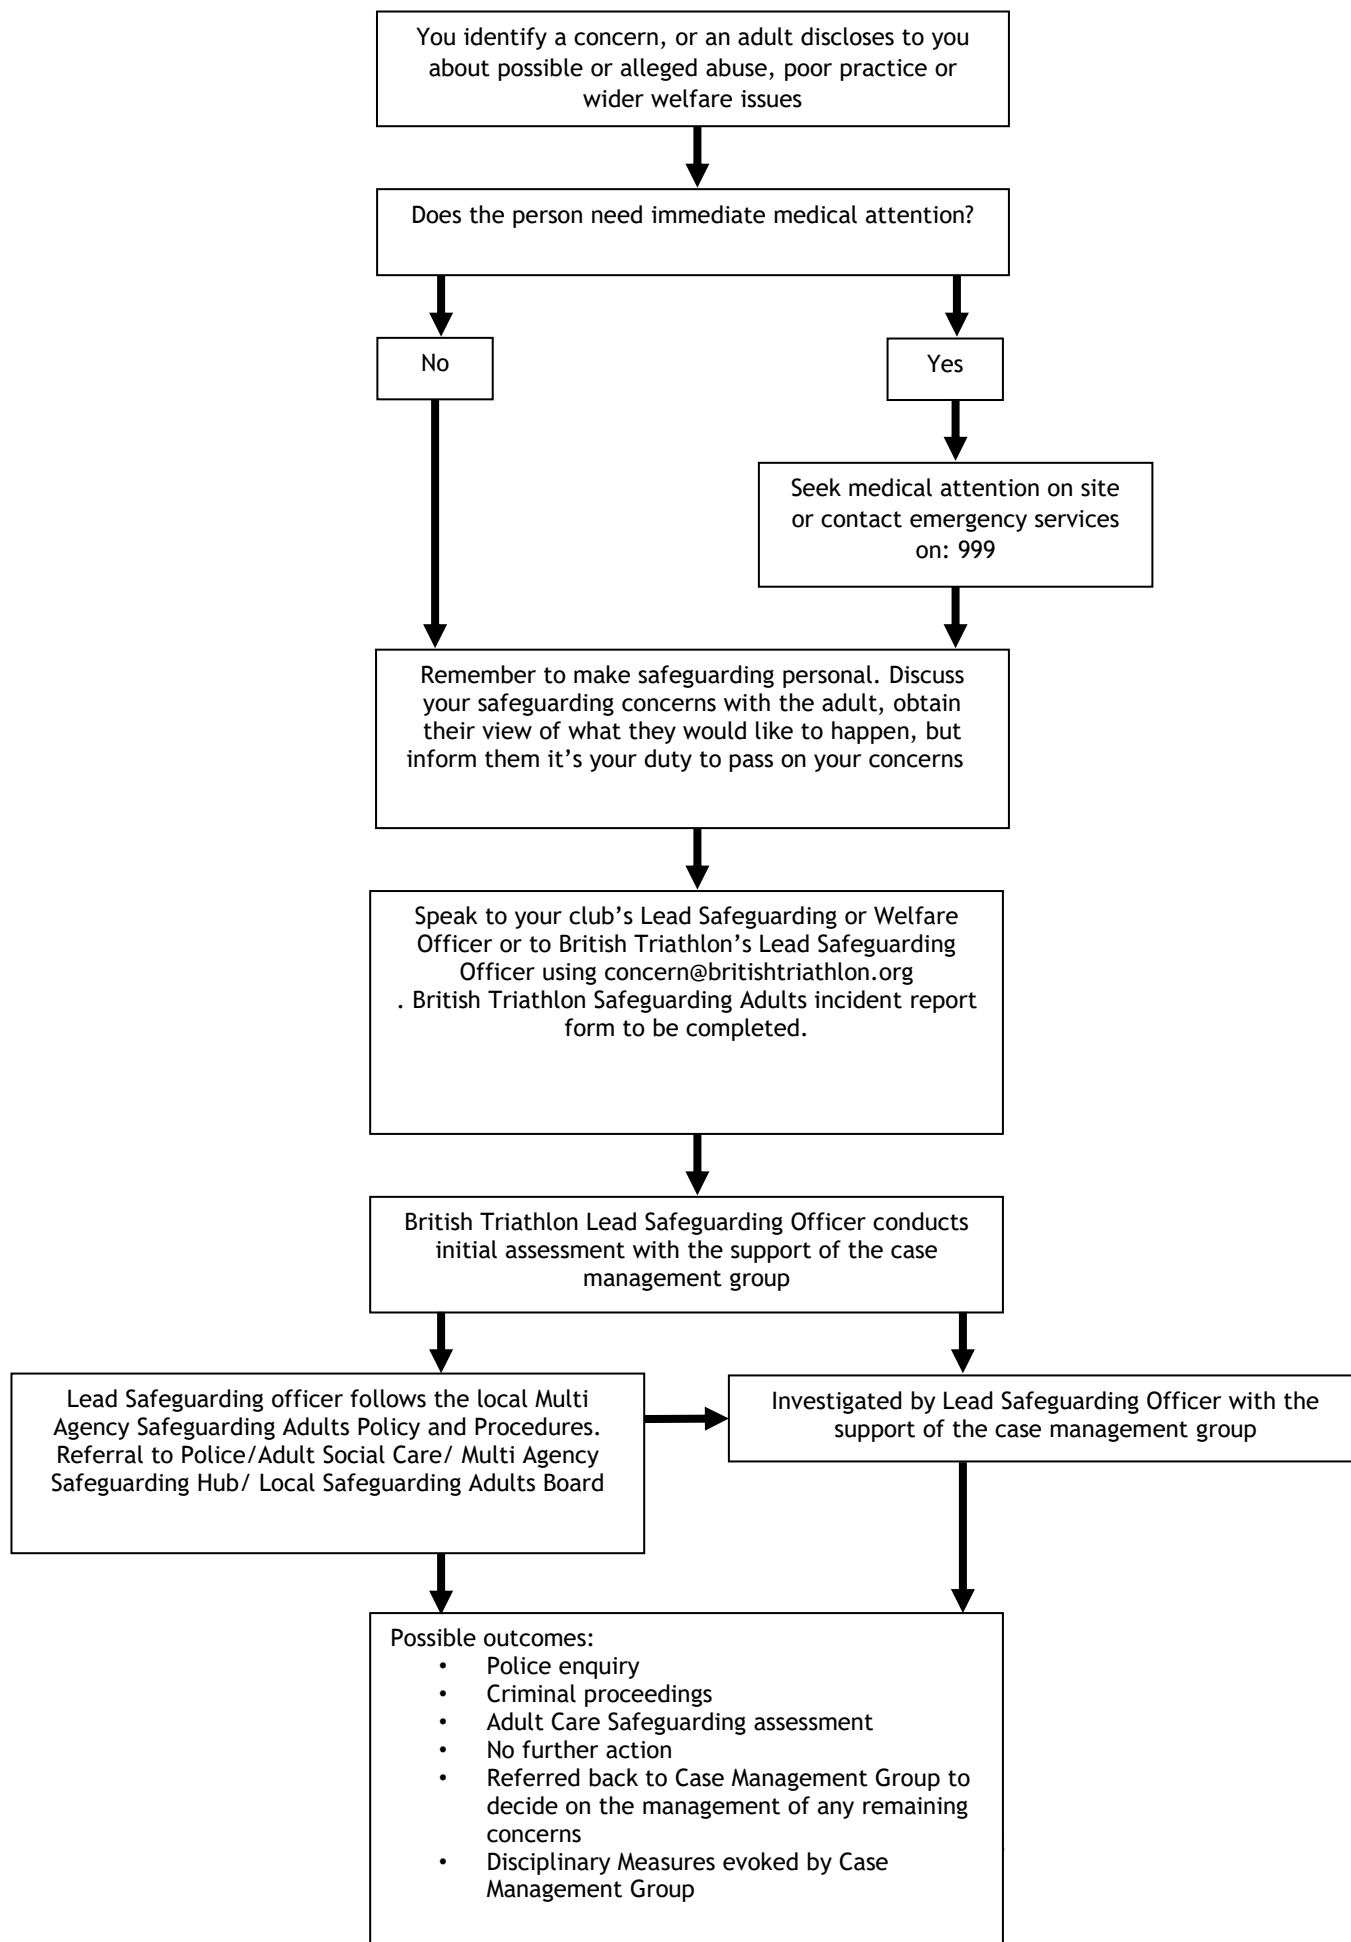 You identify a concern, or an adult discloses to you
about possible or alleged abuse, poor practice or
wider welfare issues
Does the person need immediate medical attention?
No
Yes
Seek medical attention on site
or contact emergency services
on: 999
Remember to make safeguarding personal. Discuss
your safeguarding concerns with the adult, obtain
their view of what they would like to happen, but
inform them it’s your duty to pass on your concerns
Speak to your club’s Lead Safeguarding or Welfare
Officer or to British Triathlon’s Lead Safeguarding
Officer using concern@britishtriathlon.org
. British Triathlon Safeguarding Adults incident report
form to be completed.
British Triathlon Lead Safeguarding Officer conducts
initial assessment with the support of the case
management group
Lead Safeguarding officer follows the local Multi
Agency Safeguarding Adults Policy and Procedures.
Referral to Police/Adult Social Care/ Multi Agency
Safeguarding Hub/ Local Safeguarding Adults Board
Investigated by Lead Safeguarding Officer with the
support of the case management group
Possible outcomes:
• Police enquiry
• Criminal proceedings
• Adult Care Safeguarding assessment
• No further action
• Referred back to Case Management Group to
decide on the management of any remaining
concerns
• Disciplinary Measures evoked by Case
Management Group